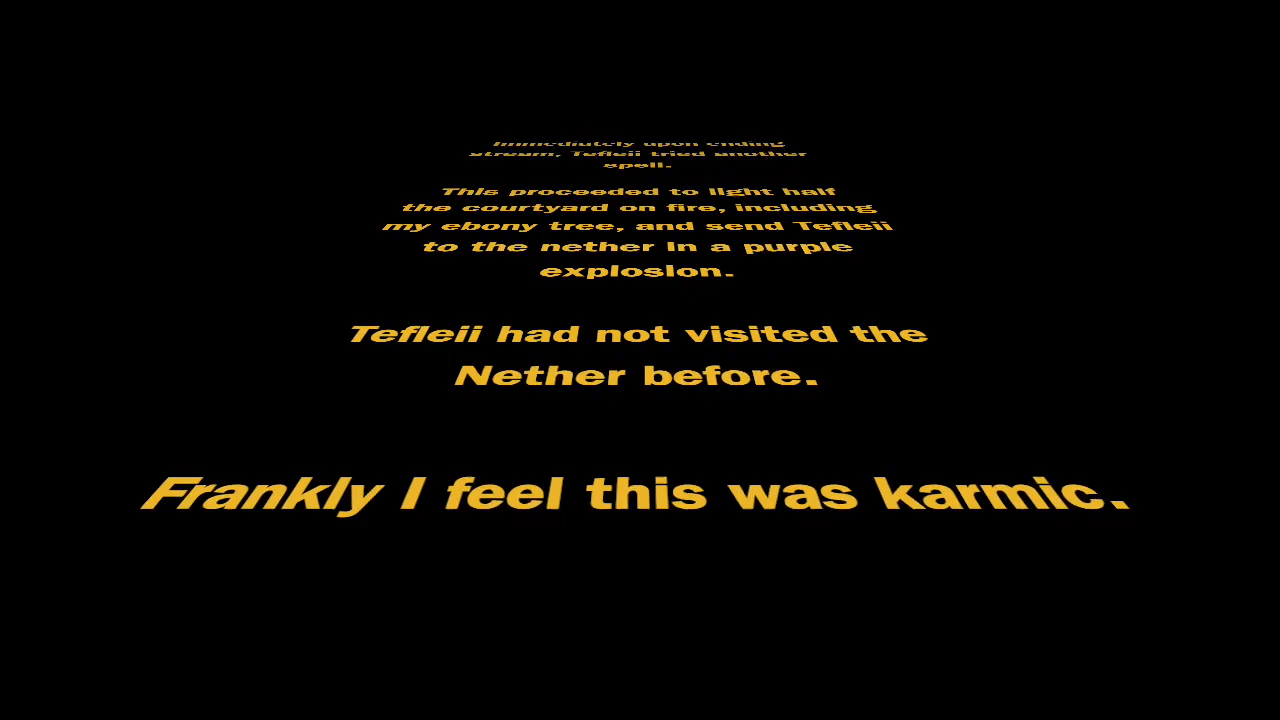 Immediately upon ending
stream, Tefleii tried another
spell.
This proceeded to light half
the courtyard on fire, including
my ebony tree, and send Tefleii
to the nether in a purple
explosion.
Tefleii had not visited the
Nether before.
Frankly I feel this was karmic.